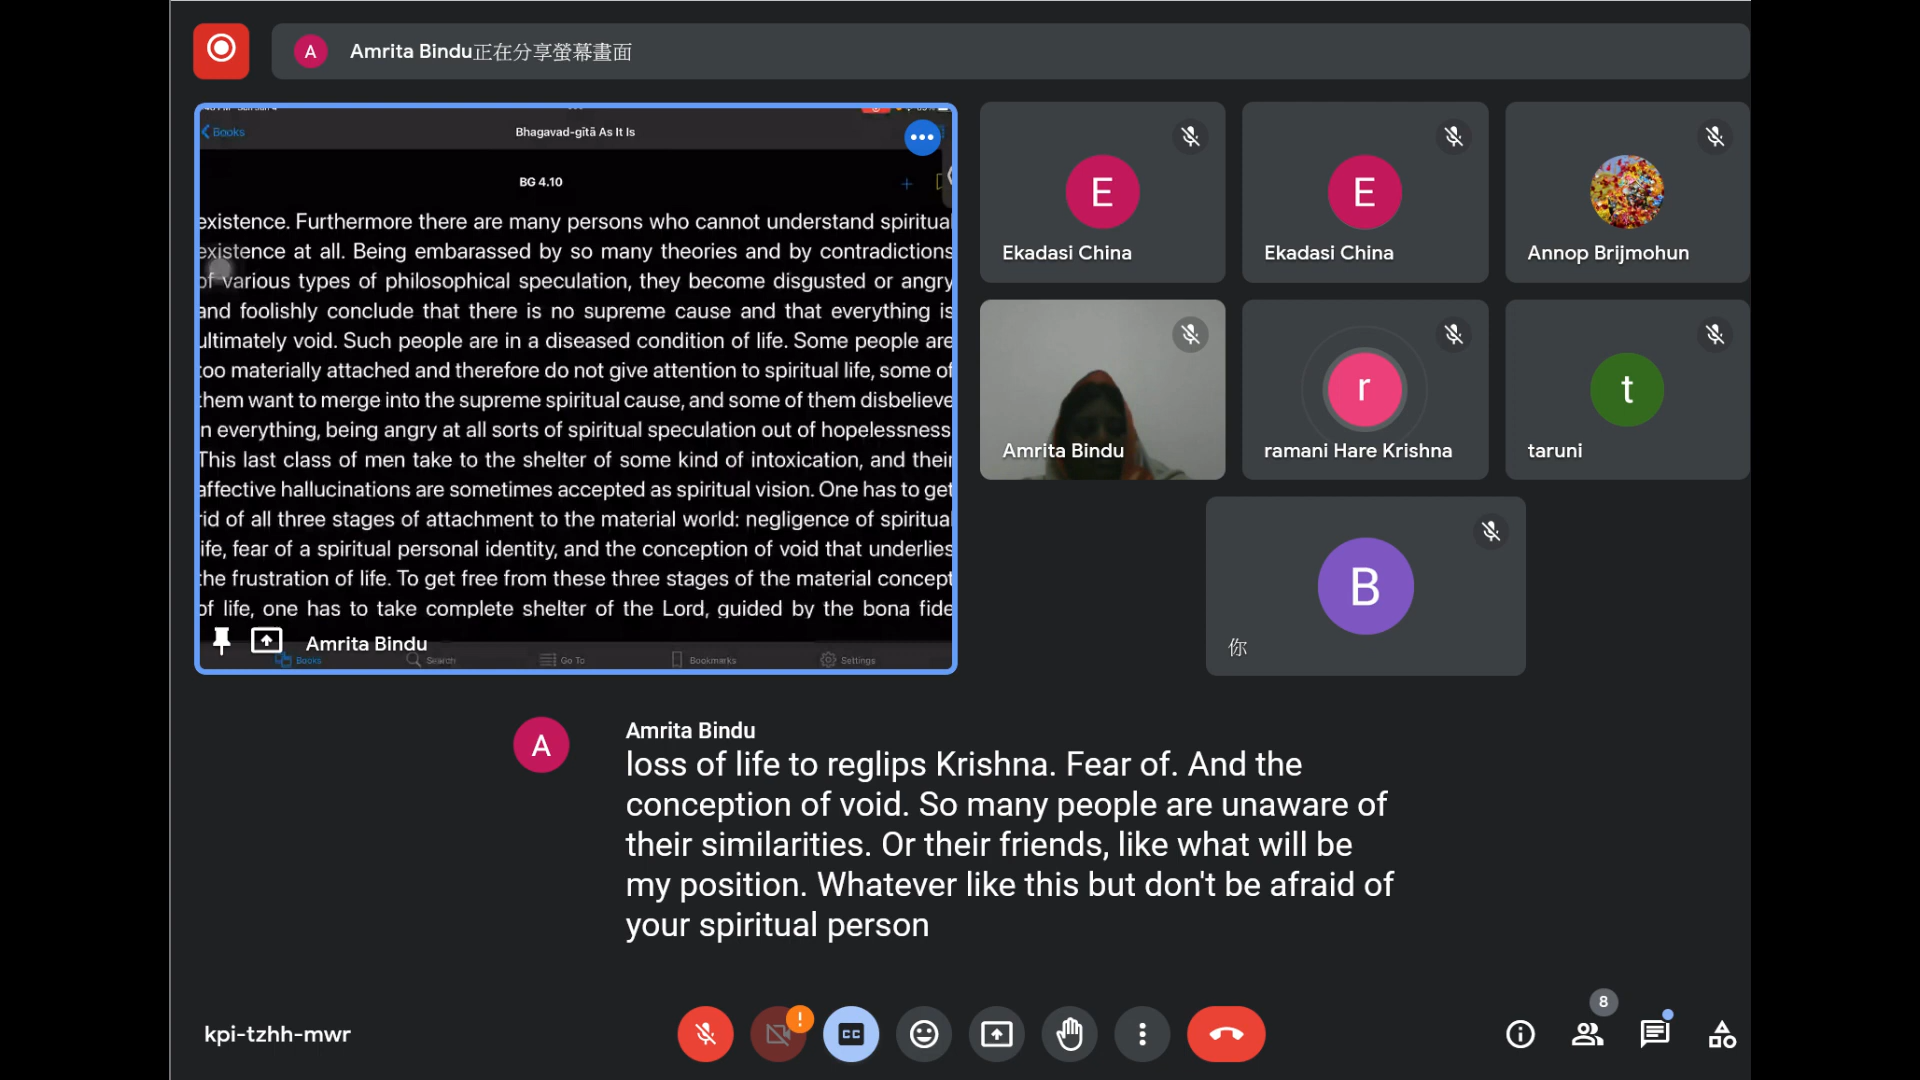 A Amrita Bindu正在分享螢幕畫面
Books
Bhagavad-gītā As It Is
BG 4.10
existence. Furthermore there are many persons who cannot understand spiritual
existence at all. Being embarassed by so many theories and by contradictions
of various types of philosophical speculation, they become disgusted or angry
and foolishly conclude that there is no supreme cause and that everything is
ultimately void. Such people are in a diseased condition of life. Some people are
too materially attached and therefore do not give attention to spiritual life, some of
them want to merge into the supreme spiritual cause, and some of them disbelieve
in everything, being angry at all sorts of spiritual speculation out of hopelessness
This last class of men take to the shelter of some kind of intoxication, and their
affective hallucinations are sometimes accepted as spiritual vision. One has to get
rid of all three stages of attachment to the material world: negligence of spiritual
life, fear of a spiritual personal identity, and the conception of void that underlies
the frustration of life. To get free from these three stages of the material concept
of life, one has to take complete shelter of the Lord, guided by the bona fide
Amrita Bindu
Books Search Go To Bookmarks Settings
E
Ekadasi China
E
Ekadasi China
Annop Brijmohun
Amrita Bindu
r
ramani Hare Krishna
t
taruni
B
你
A
Amrita Bindu
loss of life to reglips Krishna. Fear of. And the
conception of void. So many people are unaware of
their similarities. Or their friends, like what will be
my position. Whatever like this but don't be afraid of
your spiritual person
kpi-tzhh-mwr
!
CC
8